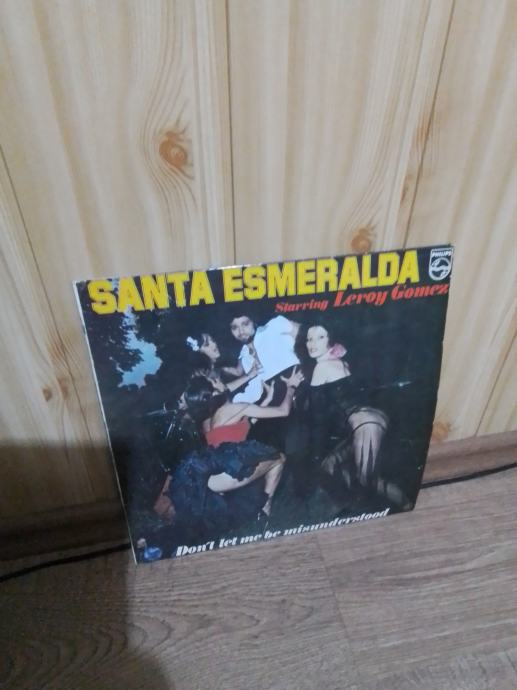 SANTA ESMERALDA
PHILIPS
Starring Leroy Gomez
Don't let me be misunderstood